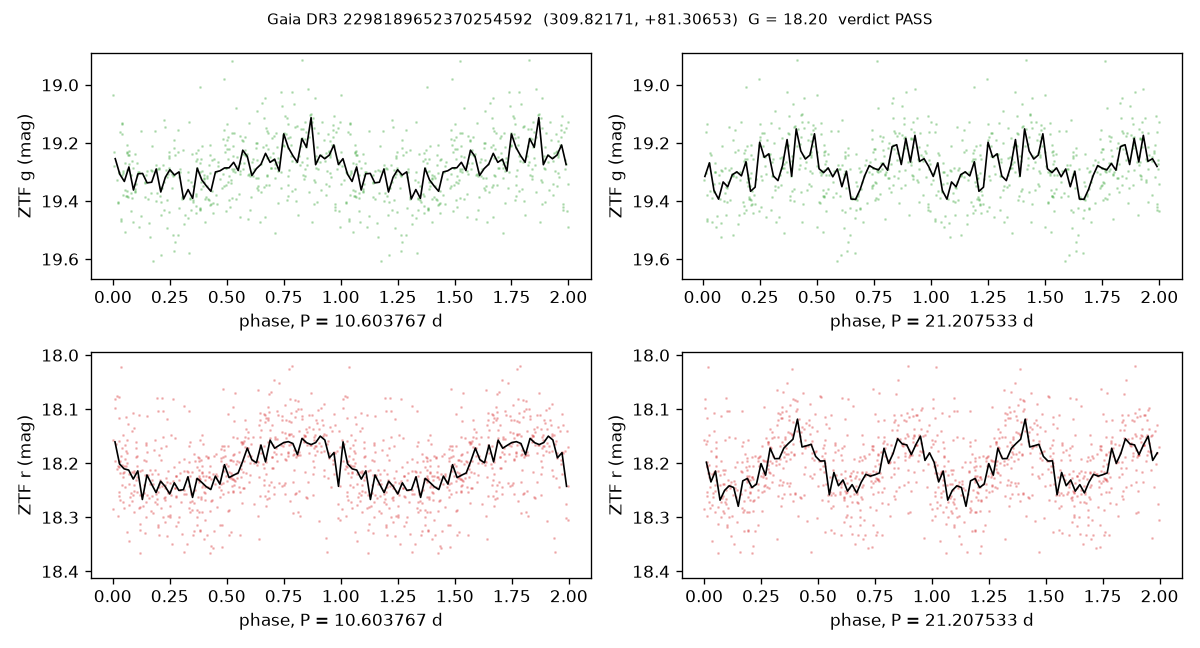 Gaia DR3 2298189652370254592 (309.82171, +81.30653) G = 18.20 verdict PASS
ZTF g (mag)
19.0
19.2
19.4
19.6
0.00 0.25 0.50 0.75 1.00 1.25 1.50 1.75 2.00
phase, P = 10.603767 d
ZTF g (mag)
19.0
19.2
19.4
19.6
0.00 0.25 0.50 0.75 1.00 1.25 1.50 1.75 2.00
phase, P = 21.207533 d
ZTF r (mag)
18.0
18.1
18.2
18.3
18.4
0.00 0.25 0.50 0.75 1.00 1.25 1.50 1.75 2.00
phase, P = 10.603767 d
ZTF r (mag)
18.0
18.1
18.2
18.3
18.4
0.00 0.25 0.50 0.75 1.00 1.25 1.50 1.75 2.00
phase, P = 21.207533 d